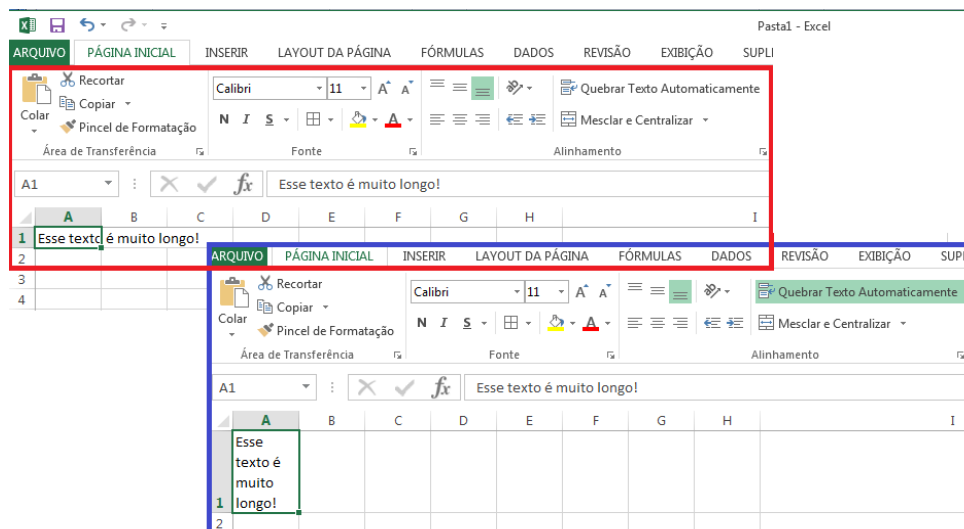 Pasta1 - Excel
ARQUIVO PÁGINA INICIAL INSERIR LAYOUT DA PÁGINA FÓRMULAS DADOS REVISÃO EXIBIÇÃO SUPLI
Recortar
Copiar
Colar
Pincel de Formatação
Calibri 11 A A
N I S A
Quebrar Texto Automaticamente
Mesclar e Centralizar
Área de Transferência Fonte Alinhamento
A1 fx Esse texto é muito longo!
A B C D E F G H I
1 Esse texto é muito longo!
2
3
4
ARQUIVO PÁGINA INICIAL INSERIR LAYOUT DA PÁGINA FÓRMULAS DADOS REVISÃO EXIBIÇÃO SUPL
Recortar
Copiar
Colar
Pincel de Formatação
Calibri 11 A A
N I S A
Quebrar Texto Automaticamente
Mesclar e Centralizar
Área de Transferência Fonte Alinhamento
A1 fx Esse texto é muito longo!
A B C D E F G H I
Esse
texto é
muito
1 longo!
2